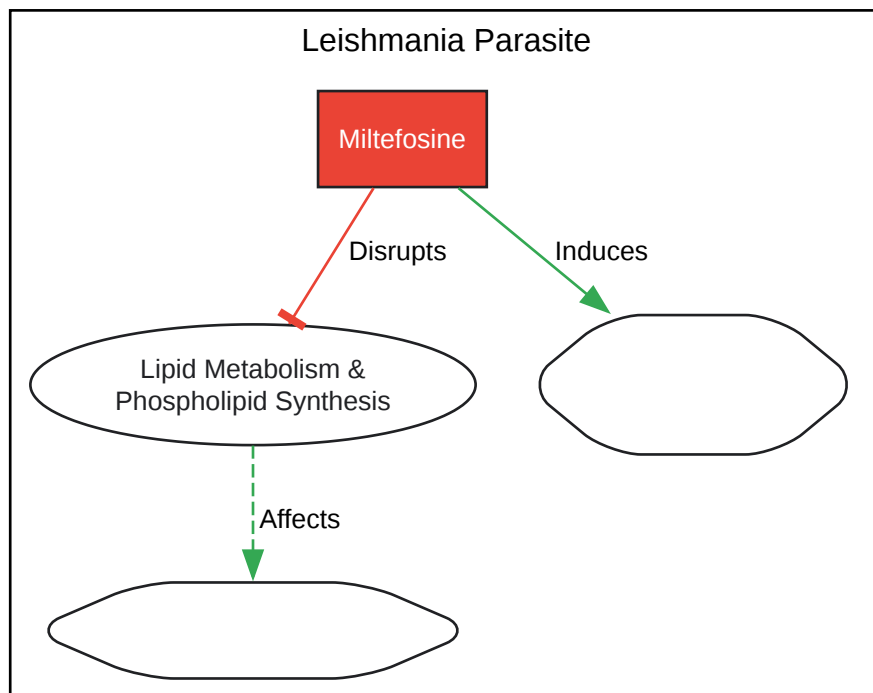 Leishmania Parasite
Miltefosine
Disrupts
Induces
Lipid Metabolism &
Phospholipid Synthesis
Affects